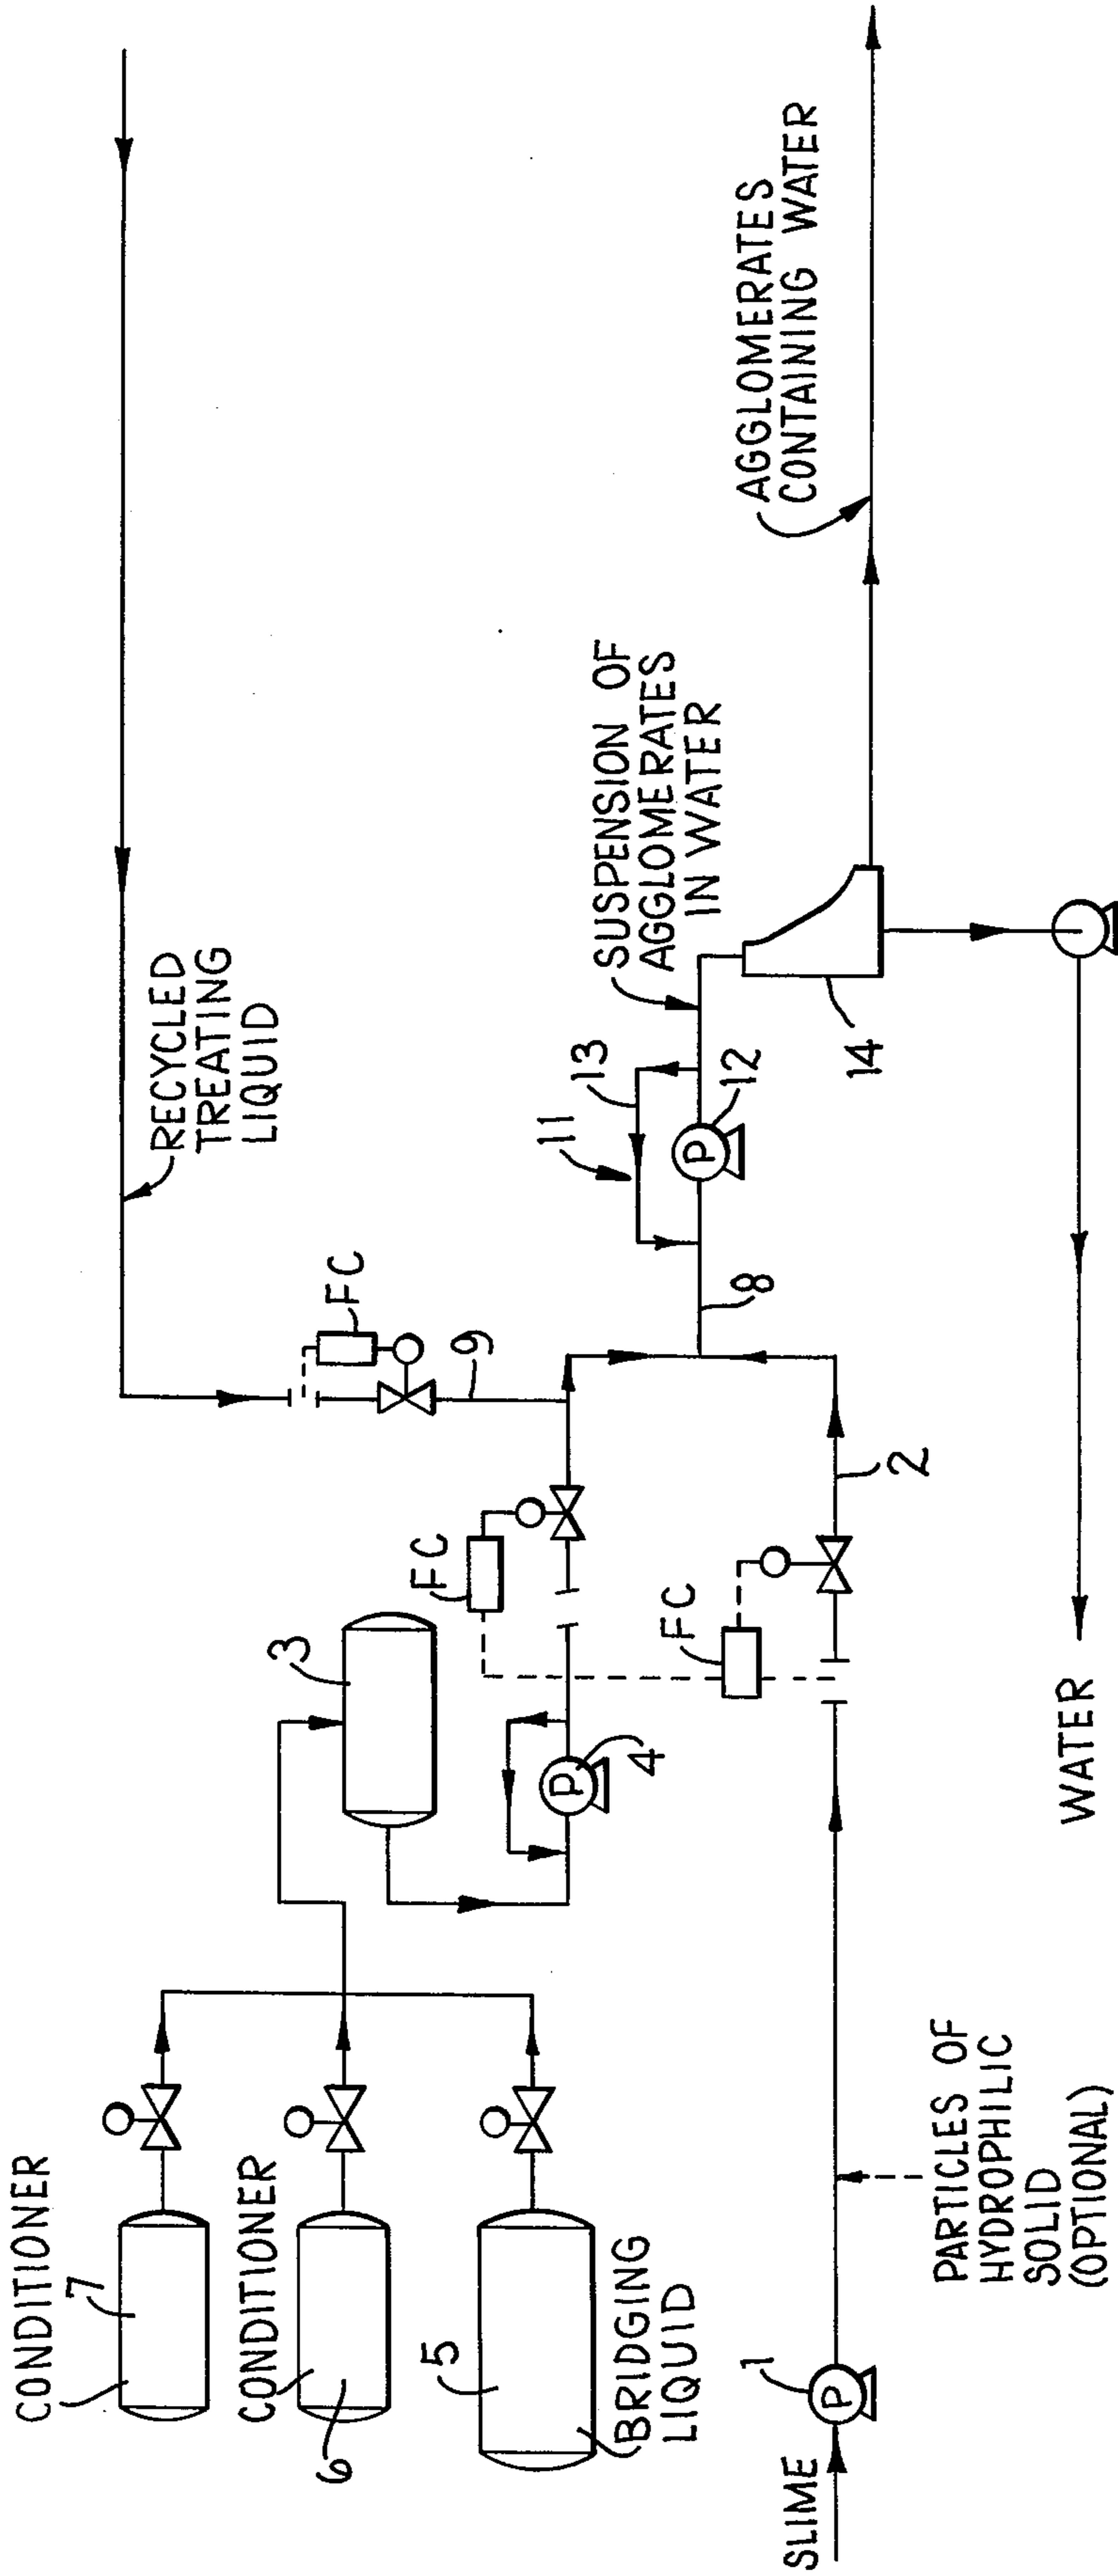 CONDITIONER
7
CONDITIONER
6
5
BRIDGING
LIQUID
SLIME
P
1
PARTICLES OF
HYDROPHILIC
SOLID
(OPTIONAL)
3
P
4
FC
FC
2
FC
9
RECYCLED
TREATING
LIQUID
8
11
13
P
12
SUSPENSION OF
AGGLOMERATES
IN WATER
14
WATER
AGGLOMERATES
CONTAINING WATER